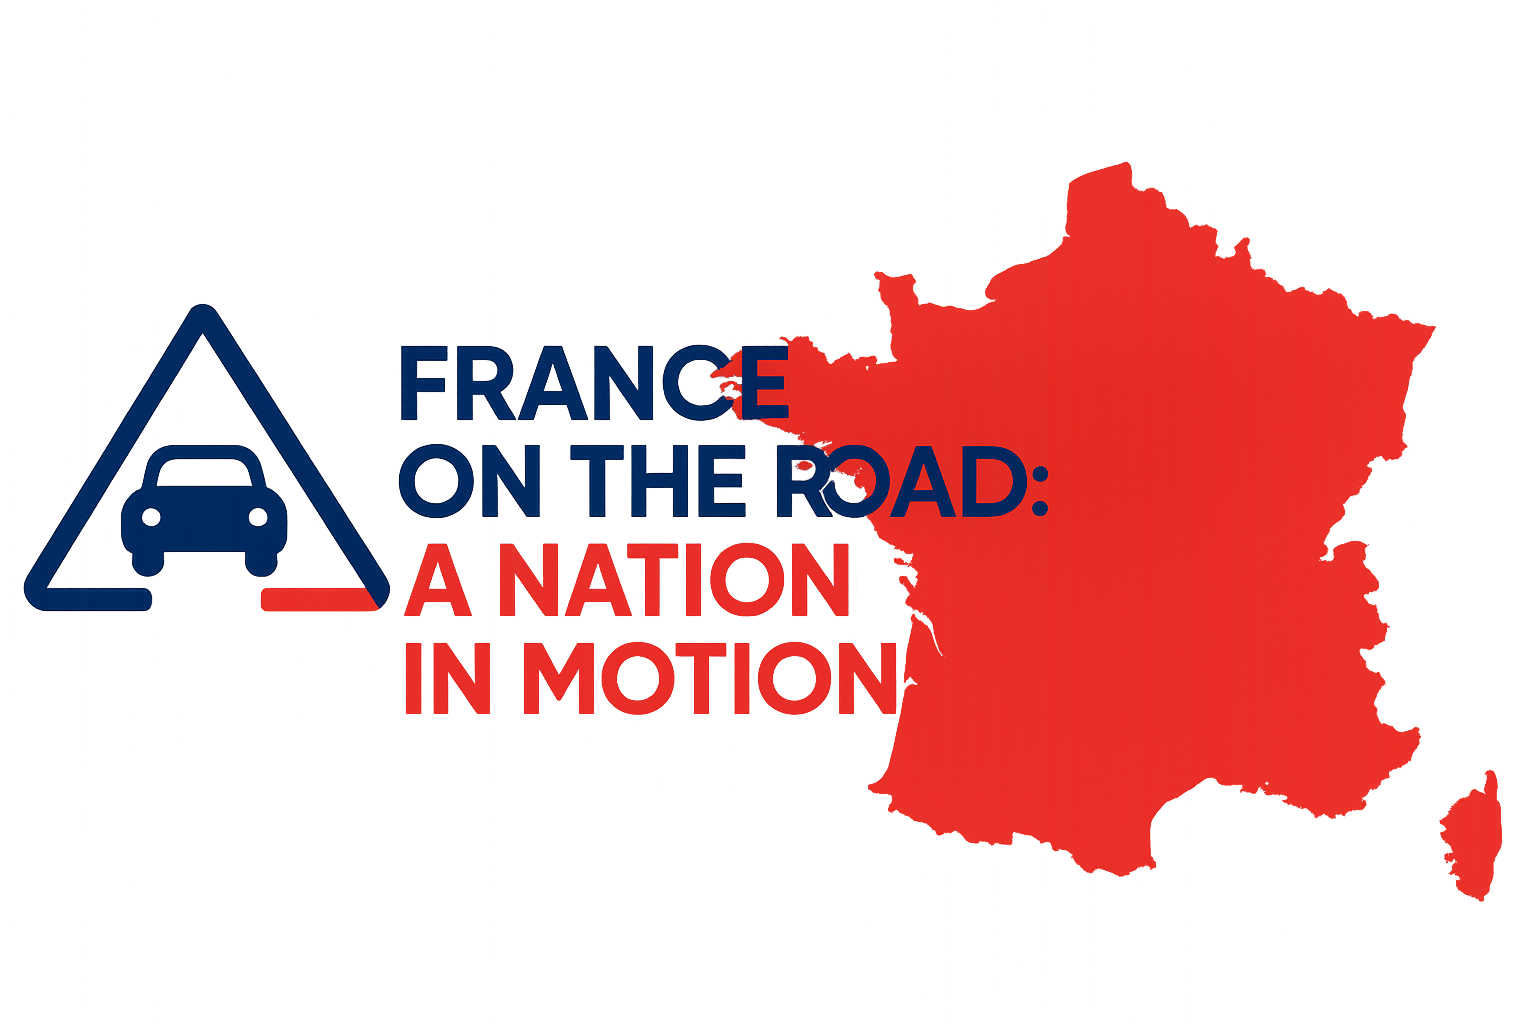 FRANCE
ON THE ROAD:
A NATION
IN MOTION